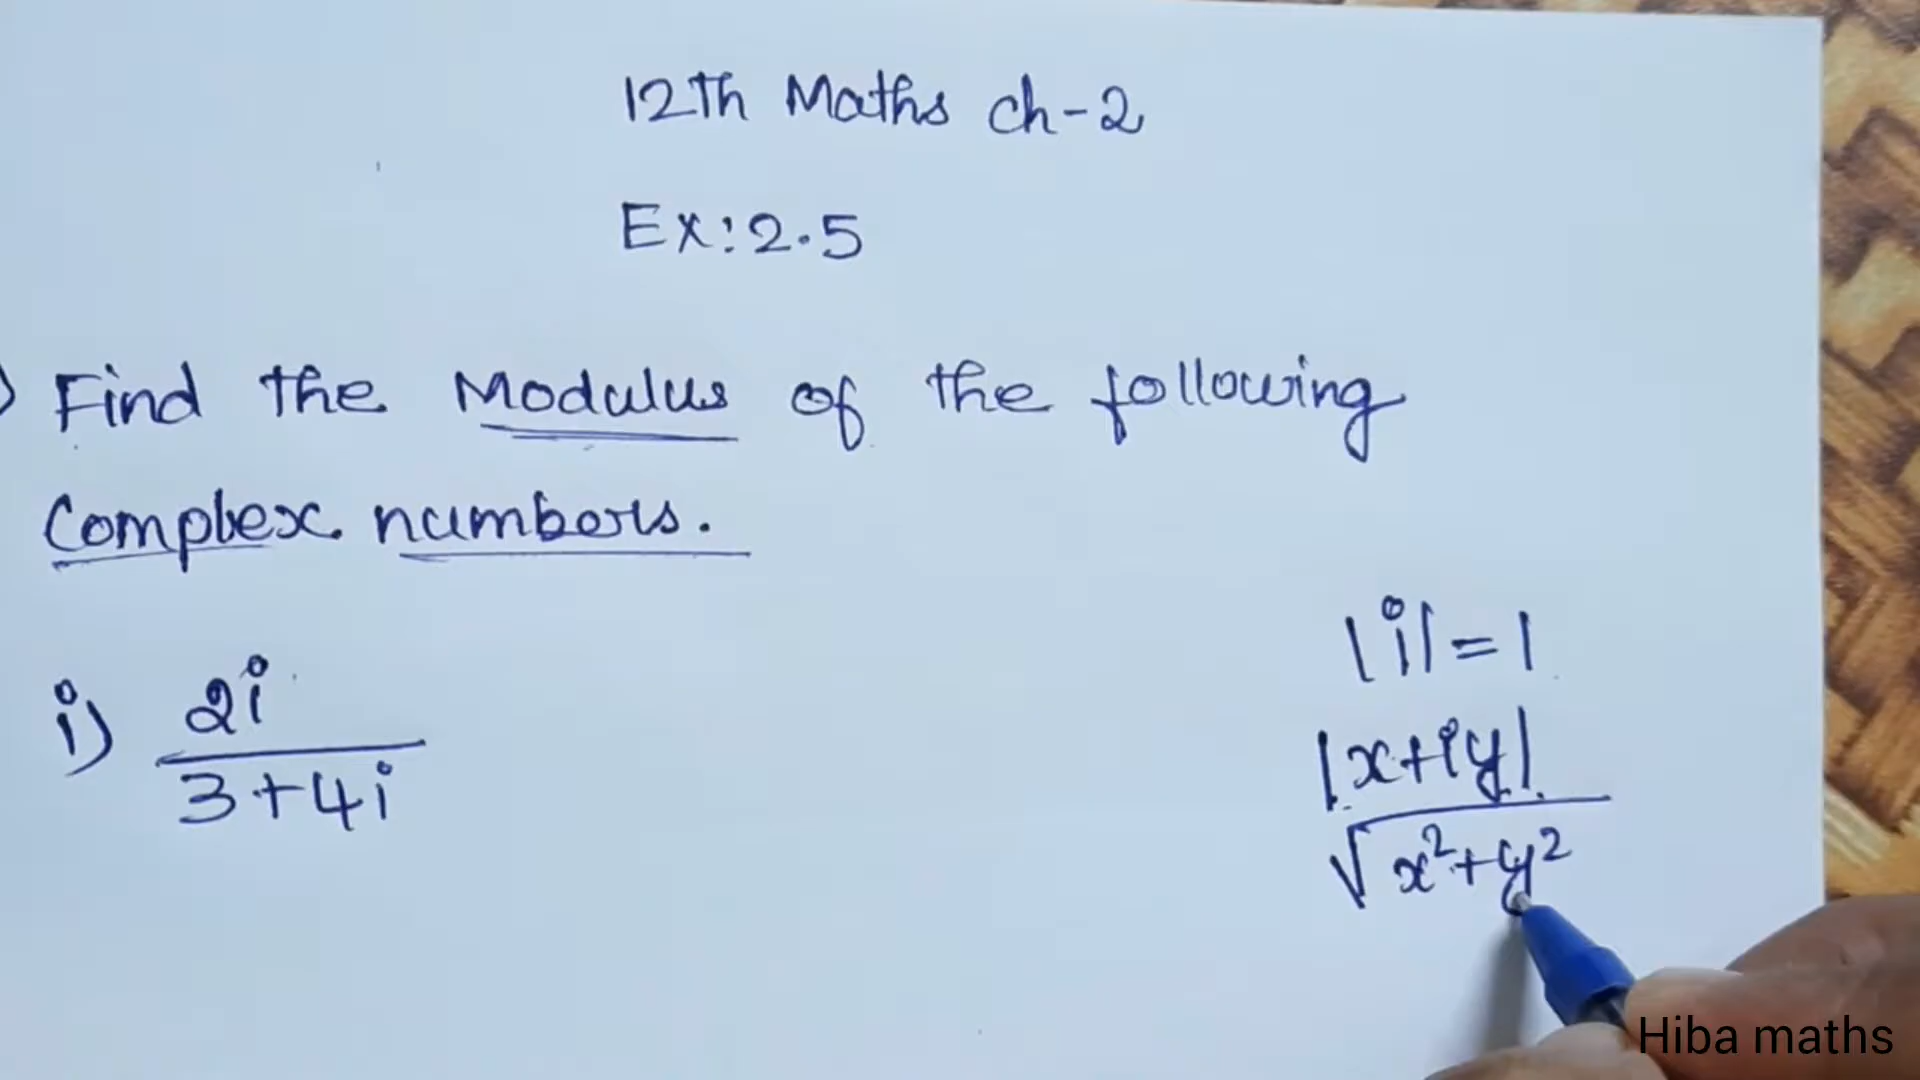 12Th Maths ch-2
Ex:2.5
) Find the Modulus of the following
Complex numbers.
i) 2i
3+4i
|i|=1
|x+iy|
√x²+y²
Hiba maths